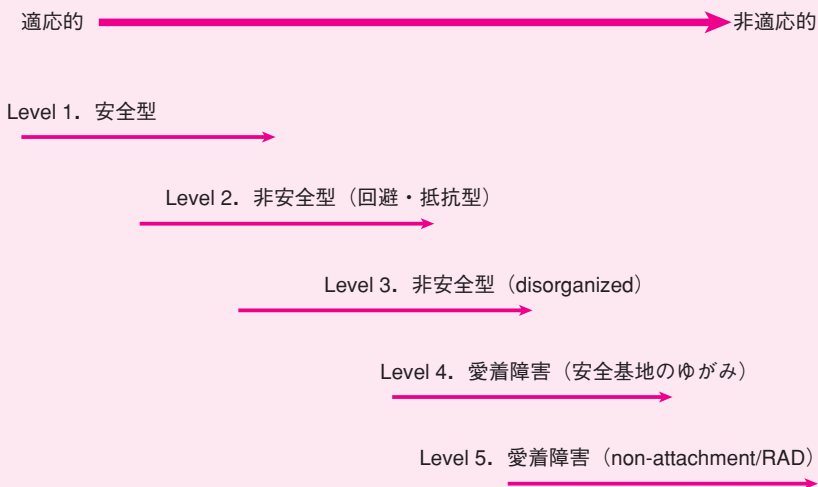 適応的
非適応的
Level 1．安全型
Level 2．非安全型（回避・抵抗型）
Level 3．非安全型（disorganized）
Level 4．愛着障害（安全基地のゆがみ）
Level 5．愛着障害（non-attachment/RAD）